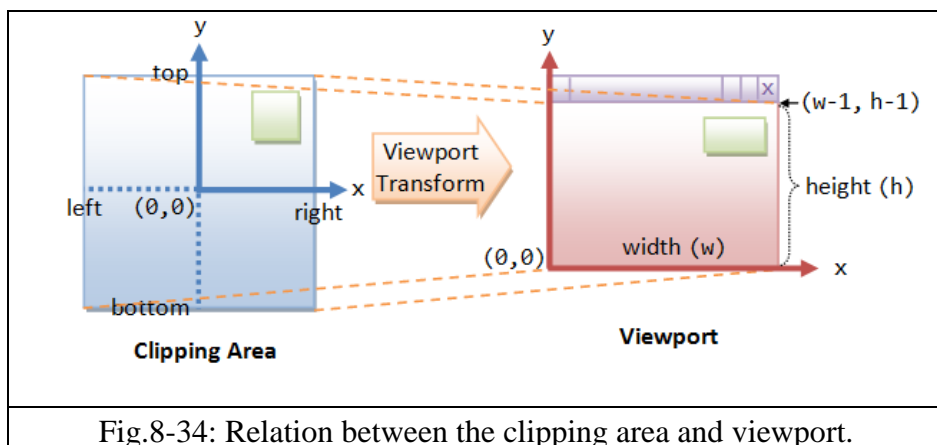 y
top
x
left
(0,0)
right
bottom
Clipping Area
Viewport
Transform
y
x
(w-1, h-1)
height (h)
width (w)
(0,0)
x
Viewport
Fig.8-34: Relation between the clipping area and viewport.